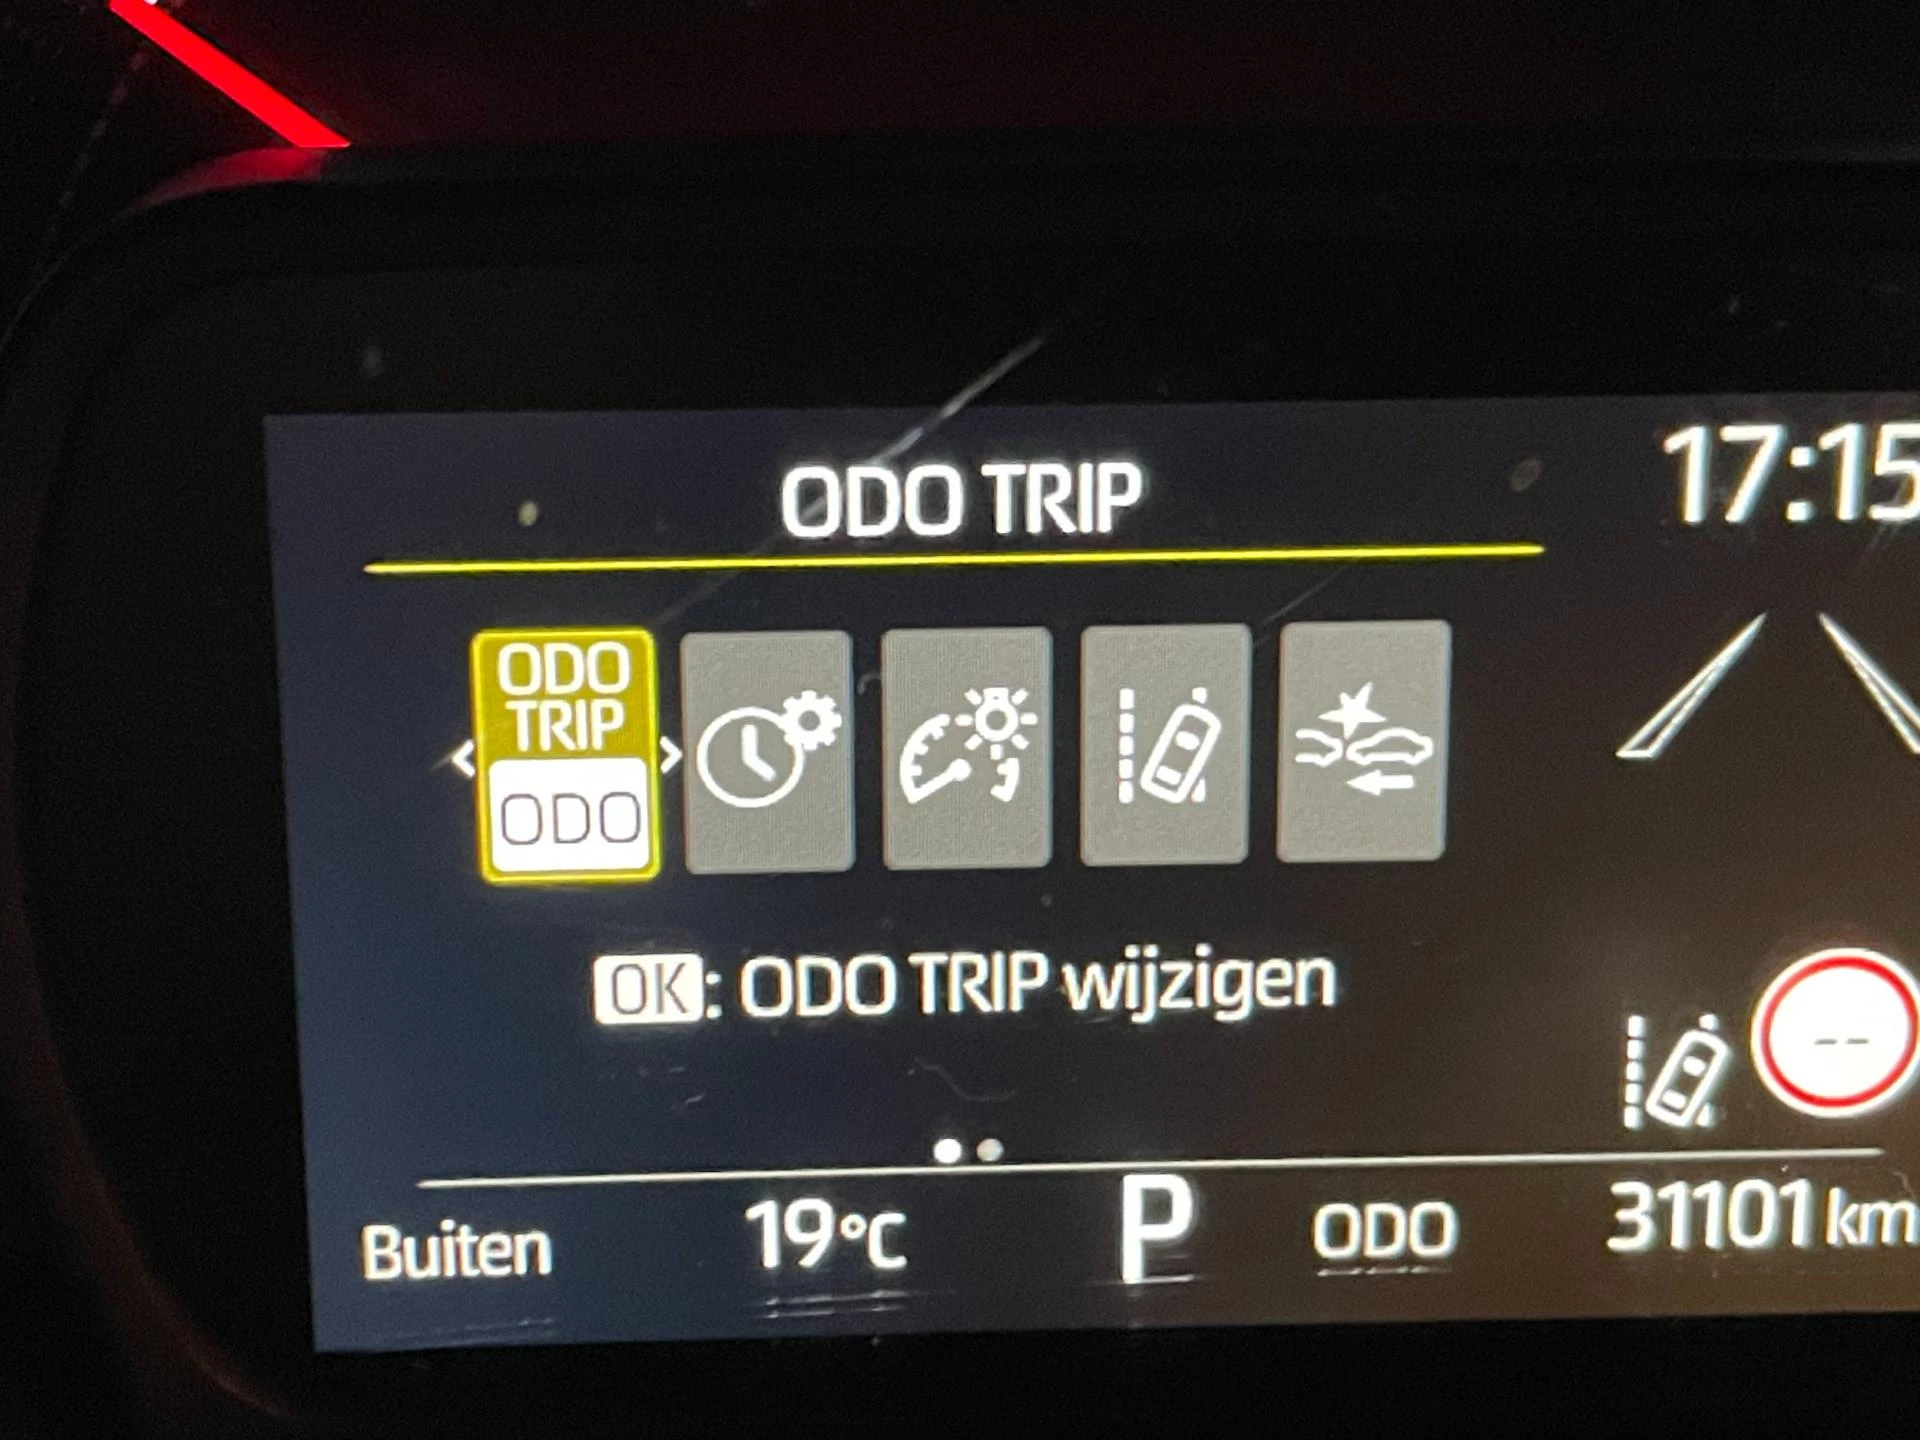 ODO TRIP
17:15
ODO
TRIP
ODO
OK: ODO TRIP wijzigen
--
Buiten 19°C P ODO 31101 km